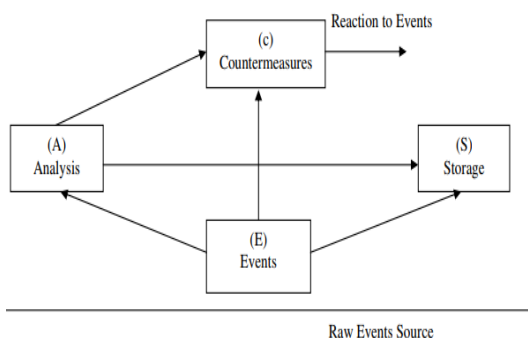 Reaction to Events
(c)
Countermeasures
(A)
Analysis
(S)
Storage
(E)
Events
Raw Events Source